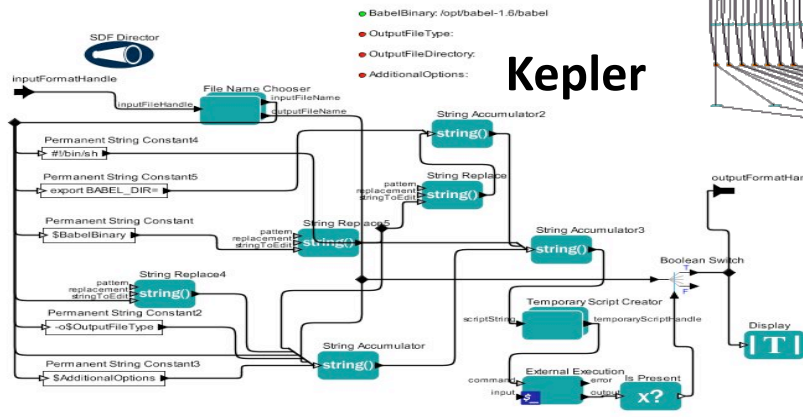 BabelBinary: /opt/babel-1.6/babel
OutputFileType:
OutputFileDirectory:
AdditionalOptions:
Kepler
SDF Director
inputFormatHandle
File Name Chooser
inputFileHandle
inputFileName
outputFileName
String Accumulator2
string()
Permanent String Constant4
#!/bin/sh
Permanent String Constant5
export BABEL_DIR=
String Replace
pattern
replacement
stringToEdit
string()
outputFormatHan
Permanent String Constant
$BabelBinary
String Replace5
pattern
replacement
stringToEdit
string()
String Accumulator3
string()
Boolean Switch
T
F
String Replace4
pattern
replacement
stringToEdit
string()
Permanent String Constant2
-o$OutputFileType
Temporary Script Creator
scriptString
temporaryScriptHandle
Display
T
String Accumulator
string()
Permanent String Constant3
$AdditionalOptions
External Execution
command
error
input
output
$_
Is Present
x?